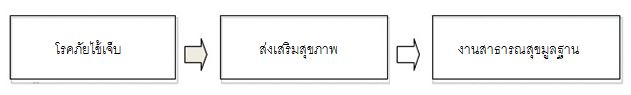 โรคภัยไข้เจ็บ
ส่งเสริมสุขภาพ
งานสาธารณสุขมูลฐาน